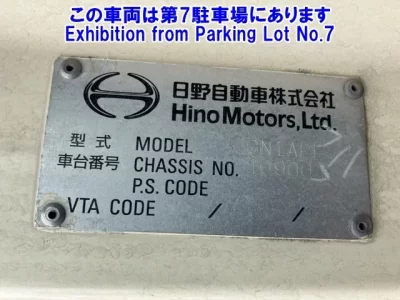 この車両は第7駐車場にあります
Exhibition from Parking Lot No.7
日野自動車株式会社
Hino Motors, Ltd.
型式 MODEL
車台番号 CHASSIS NO.
P.S. CODE
VTA CODE / /